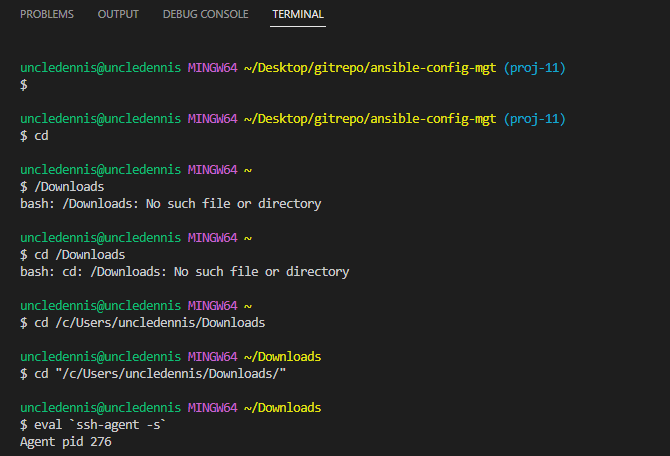 PROBLEMS OUTPUT DEBUG CONSOLE TERMINAL
uncledennis@uncledennis MINGW64 ~/Desktop/gitrepo/ansible-config-mgt (proj-11)
$
uncledennis@uncledennis MINGW64 ~/Desktop/gitrepo/ansible-config-mgt (proj-11)
$ cd
uncledennis@uncledennis MINGW64 ~
$ /Downloads
bash: /Downloads: No such file or directory
uncledennis@uncledennis MINGW64 ~
$ cd /Downloads
bash: cd: /Downloads: No such file or directory
uncledennis@uncledennis MINGW64 ~
$ cd /c/Users/uncledennis/Downloads
uncledennis@uncledennis MINGW64 ~/Downloads
$ cd "/c/Users/uncledennis/Downloads/"
uncledennis@uncledennis MINGW64 ~/Downloads
$ eval `ssh-agent -s`
Agent pid 276